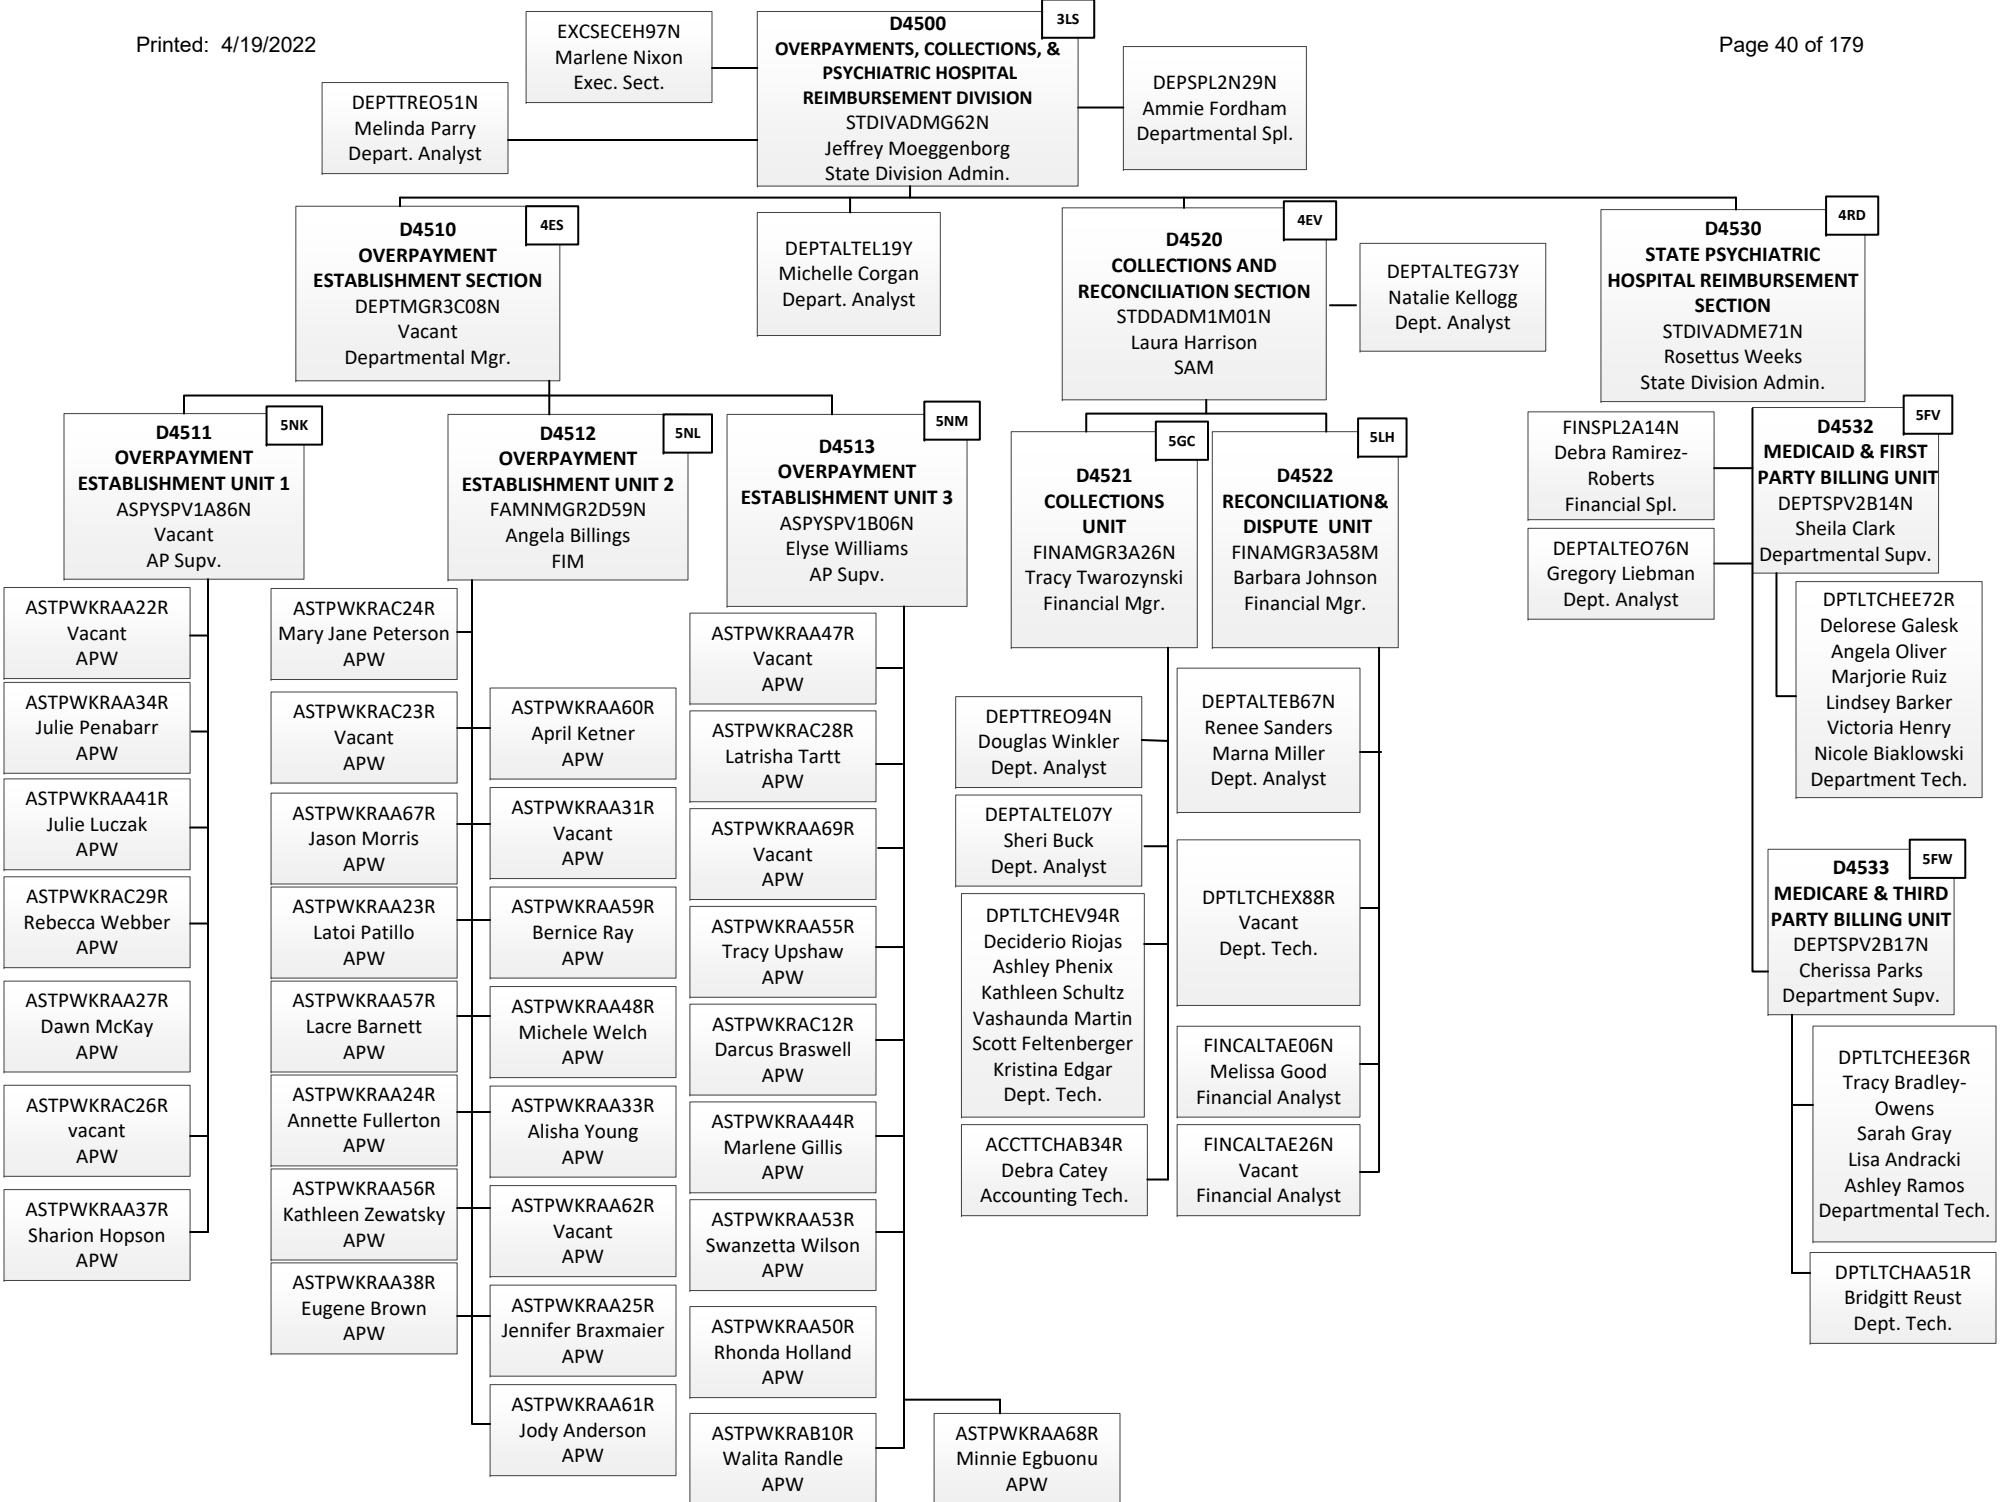 Printed:  4/19/2022
Page 40 of 179
EXCSECEH97N
Marlene Nixon
Exec. Sect.
DEPTTREO51N
Melinda Parry
Depart. Analyst
3LS
D4500
OVERPAYMENTS, COLLECTIONS, &
PSYCHIATRIC HOSPITAL
REIMBURSEMENT DIVISION
STDIVADMG62N
Jeffrey Moeggenborg
State Division Admin.
DEPSPL2N29N
Ammie Fordham
Departmental Spl.
4ES
D4510
OVERPAYMENT
ESTABLISHMENT SECTION
DEPTMGR3C08N
Vacant
Departmental Mgr.
DEPTALTEL19Y
Michelle Corgan
Depart. Analyst
4EV
D4520
COLLECTIONS AND
RECONCILIATION SECTION
STDDADM1M01N
Laura Harrison
SAM
DEPTALTEG73Y
Natalie Kellogg
Dept. Analyst
4RD
D4530
STATE PSYCHIATRIC
HOSPITAL REIMBURSEMENT
SECTION
STDIVADME71N
Rosettus Weeks
State Division Admin.
5NK
D4511
OVERPAYMENT
ESTABLISHMENT UNIT 1
ASPYSPV1A86N
Vacant
AP Supv.
5NL
D4512
OVERPAYMENT
ESTABLISHMENT UNIT 2
FAMNMGR2D59N
Angela Billings
FIM
5NM
D4513
OVERPAYMENT
ESTABLISHMENT UNIT 3
ASPYSPV1B06N
Elyse Williams
AP Supv.
5GC
D4521
COLLECTIONS
UNIT
FINAMGR3A26N
Tracy Twarozynski
Financial Mgr.
5LH
D4522
RECONCILIATION&
DISPUTE  UNIT
FINAMGR3A58M
Barbara Johnson
Financial Mgr.
FINSPL2A14N
Debra Ramirez-
Roberts
Financial Spl.
DEPTALTEO76N
Gregory Liebman
Dept. Analyst
5FV
D4532
MEDICAID & FIRST
PARTY BILLING UNIT
DEPTSPV2B14N
Sheila Clark
Departmental Supv.
DPTLTCHEE72R
Delorese Galesk
Angela Oliver
Marjorie Ruiz
Lindsey Barker
Victoria Henry
Nicole Biaklowski
Department Tech.
5FW
D4533
MEDICARE & THIRD
PARTY BILLING UNIT
DEPTSPV2B17N
Cherissa Parks
Department Supv.
DPTLTCHEE36R
Tracy Bradley-
Owens
Sarah Gray
Lisa Andracki
Ashley Ramos
Departmental Tech.
DPTLTCHAA51R
Bridgitt Reust
Dept. Tech.
ASTPWKRAA22R
Vacant
APW
ASTPWKRAA34R
Julie Penabarr
APW
ASTPWKRAA41R
Julie Luczak
APW
ASTPWKRAC29R
Rebecca Webber
APW
ASTPWKRAA27R
Dawn McKay
APW
ASTPWKRAC26R
vacant
APW
ASTPWKRAA37R
Sharion Hopson
APW
ASTPWKRAC24R
Mary Jane Peterson
APW
ASTPWKRAC23R
Vacant
APW
ASTPWKRAA67R
Jason Morris
APW
ASTPWKRAA23R
Latoi Patillo
APW
ASTPWKRAA57R
Lacre Barnett
APW
ASTPWKRAA24R
Annette Fullerton
APW
ASTPWKRAA56R
Kathleen Zewatsky
APW
ASTPWKRAA38R
Eugene Brown
APW
ASTPWKRAA60R
April Ketner
APW
ASTPWKRAA31R
Vacant
APW
ASTPWKRAA59R
Bernice Ray
APW
ASTPWKRAA48R
Michele Welch
APW
ASTPWKRAA33R
Alisha Young
APW
ASTPWKRAA62R
Vacant
APW
ASTPWKRAA25R
Jennifer Braxmaier
APW
ASTPWKRAA61R
Jody Anderson
APW
ASTPWKRAA47R
Vacant
APW
ASTPWKRAC28R
Latrisha Tartt
APW
ASTPWKRAA69R
Vacant
APW
ASTPWKRAA55R
Tracy Upshaw
APW
ASTPWKRAC12R
Darcus Braswell
APW
ASTPWKRAA44R
Marlene Gillis
APW
ASTPWKRAA53R
Swanzetta Wilson
APW
ASTPWKRAA50R
Rhonda Holland
APW
ASTPWKRAB10R
Walita Randle
APW
ASTPWKRAA68R
Minnie Egbuonu
APW
DEPTTREO94N
Douglas Winkler
Dept. Analyst
DEPTALTEL07Y
Sheri Buck
Dept. Analyst
DPTLTCHEV94R
Deciderio Riojas
Ashley Phenix
Kathleen Schultz
Vashaunda Martin
Scott Feltenberger
Kristina Edgar
Dept. Tech.
ACCTTCHAB34R
Debra Catey
Accounting Tech.
DEPTALTEB67N
Renee Sanders
Marna Miller
Dept. Analyst
DPTLTCHEX88R
Vacant
Dept. Tech.
FINCALTAE06N
Melissa Good
Financial Analyst
FINCALTAE26N
Vacant
Financial Analyst